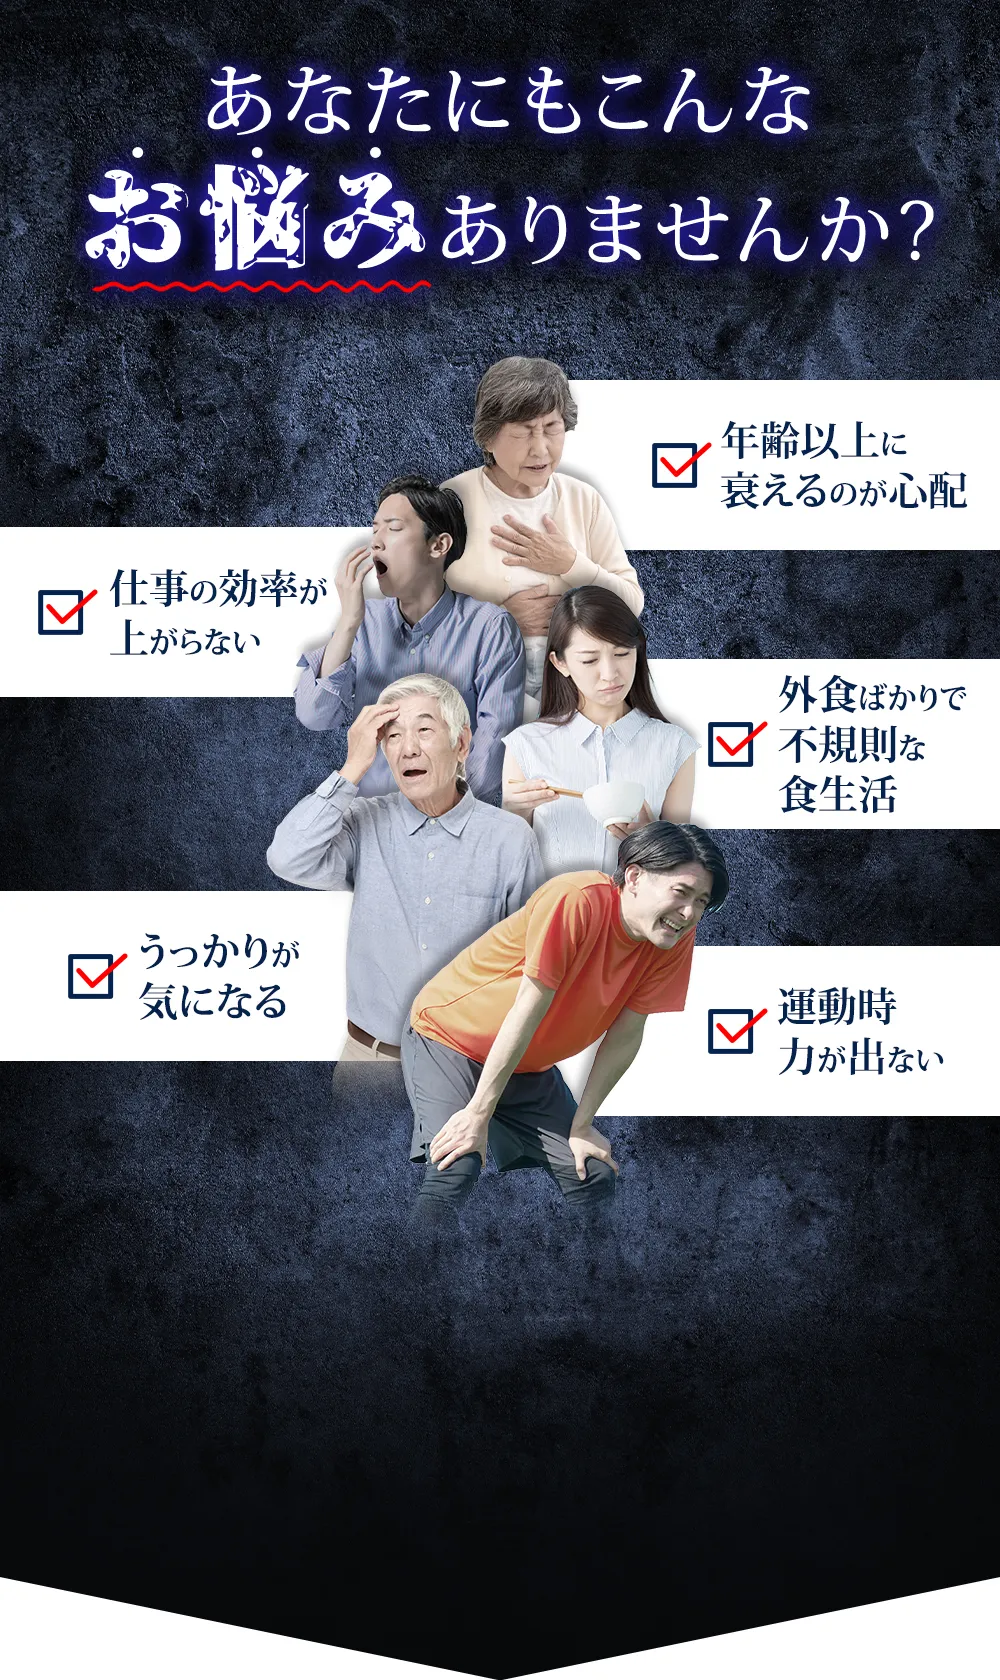 あなたにもこんな
お悩みありませんか?
年齢以上に
衰えるのが心配
仕事の効率が
上がらない
外食ばかりで
不規則な
食生活
うっかりが
気になる
運動時
力が出ない